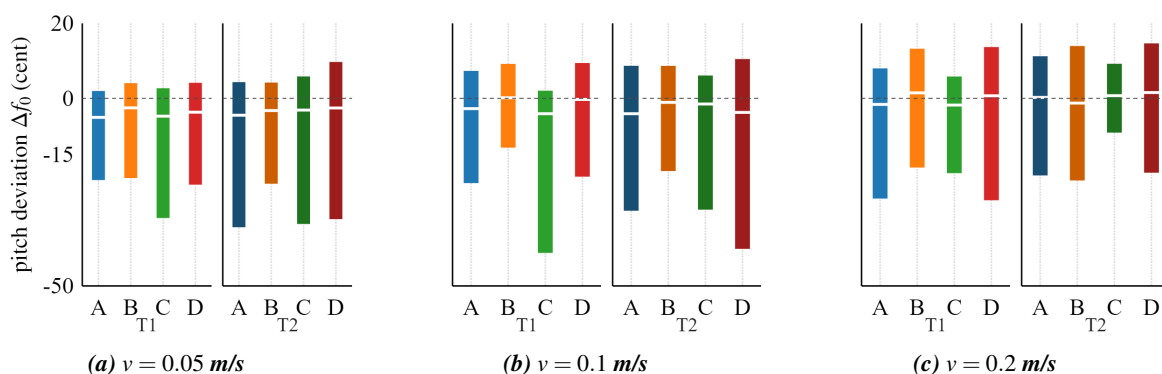 pitch deviation Δf₀ (cent)
20
0
-15
-50
A B C D A B C D
T1 T2
(a) v = 0.05 m/s
A B C D A B C D
T1 T2
(b) v = 0.1 m/s
A B C D A B C D
T1 T2
(c) v = 0.2 m/s